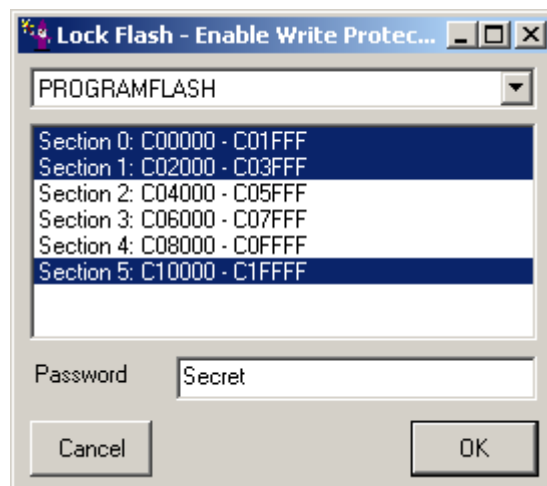 Lock Flash - Enable Write Protec...
PROGRAMFLASH
Section 0: C00000 - C01FFF
Section 1: C02000 - C03FFF
Section 2: C04000 - C05FFF
Section 3: C06000 - C07FFF
Section 4: C08000 - C0FFFF
Section 5: C10000 - C1FFFF
Password Secret
Cancel OK